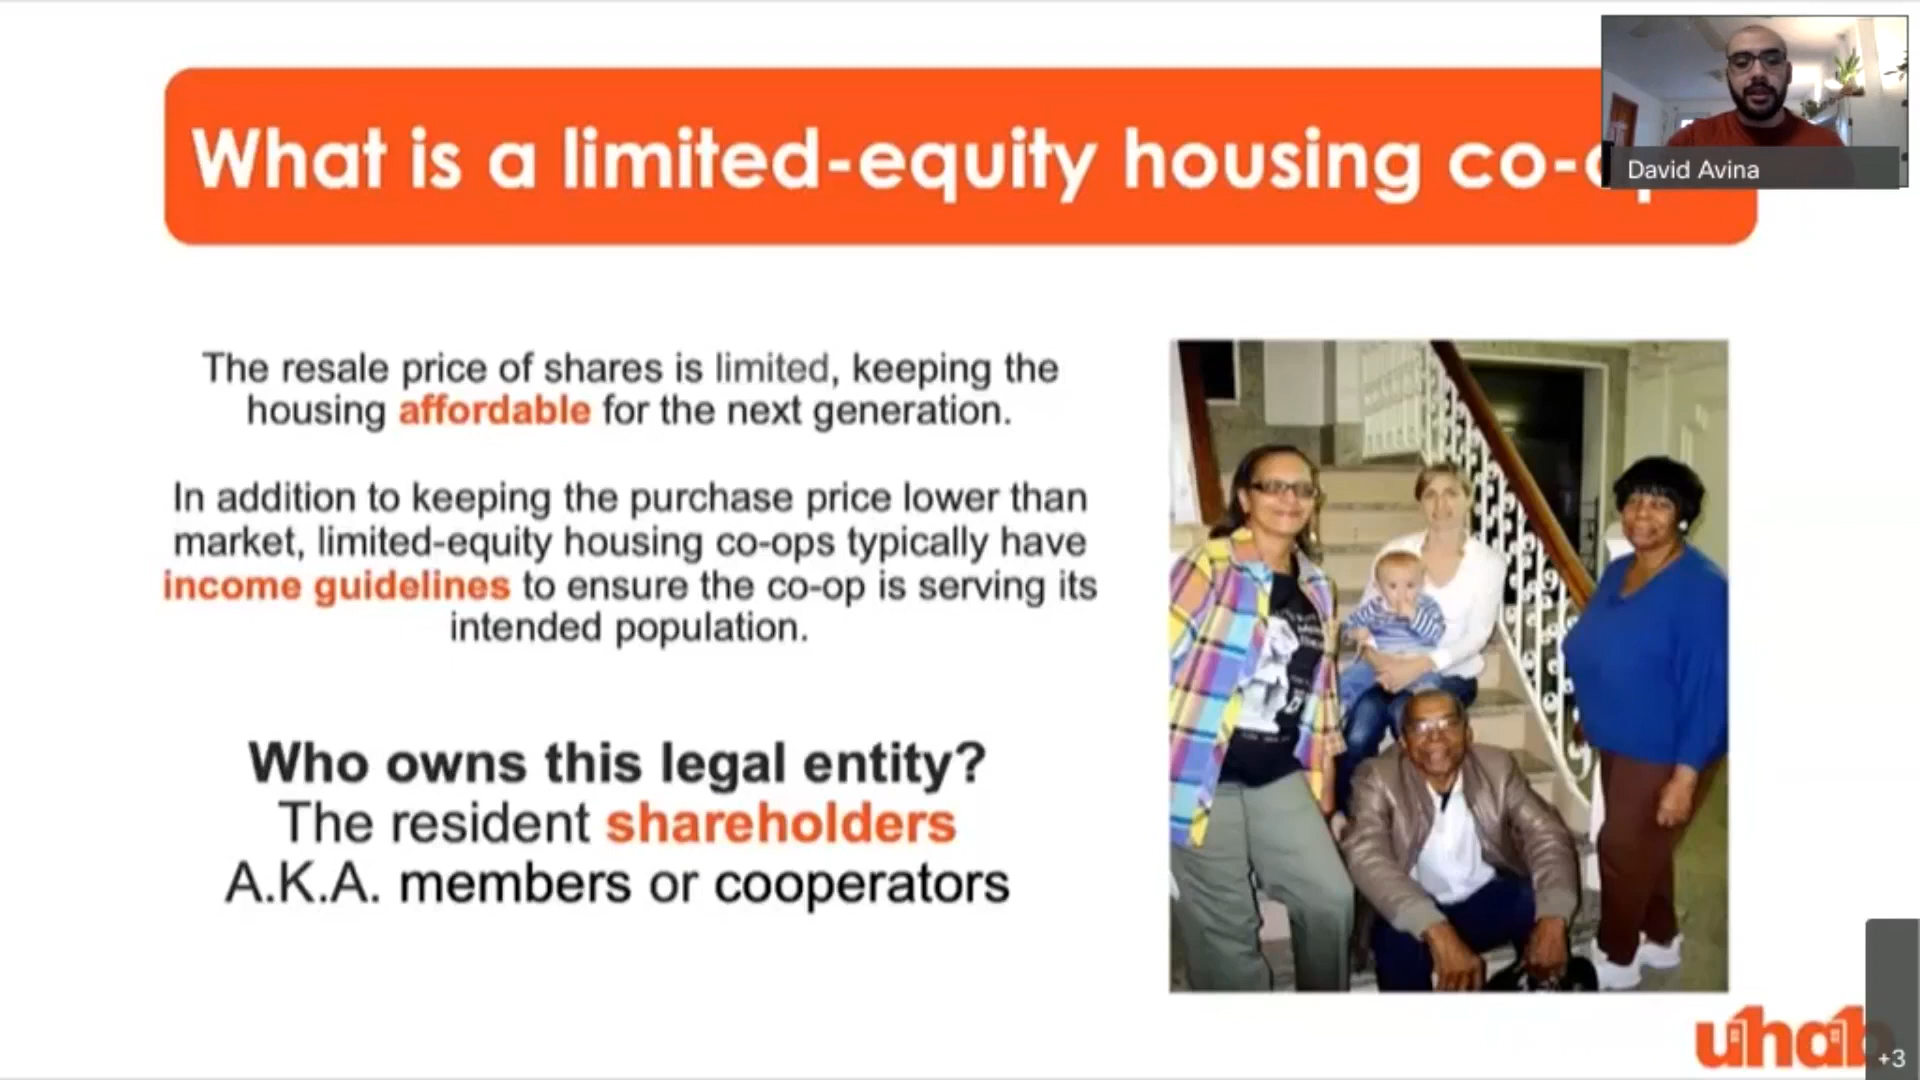 What is a limited-equity housing co-
David Avina
The resale price of shares is limited, keeping the
housing affordable for the next generation.
In addition to keeping the purchase price lower than
market, limited-equity housing co-ops typically have
income guidelines to ensure the co-op is serving its
intended population.
Who owns this legal entity?
The resident shareholders
A.K.A. members or cooperators
uhab
+3